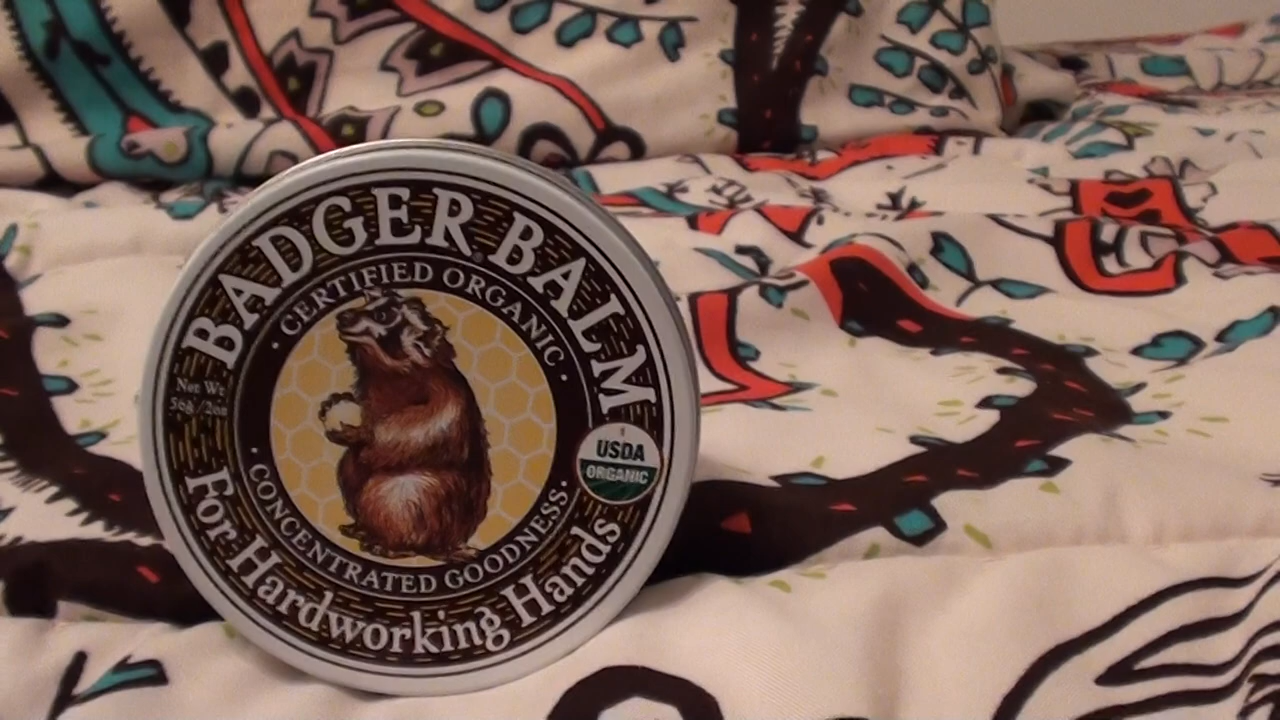 BADGER BALM
· CERTIFIED ORGANIC ·
Net Wt
56g/2oz
USDA
ORGANIC
· CONCENTRATED GOODNESS ·
For Hardworking Hands